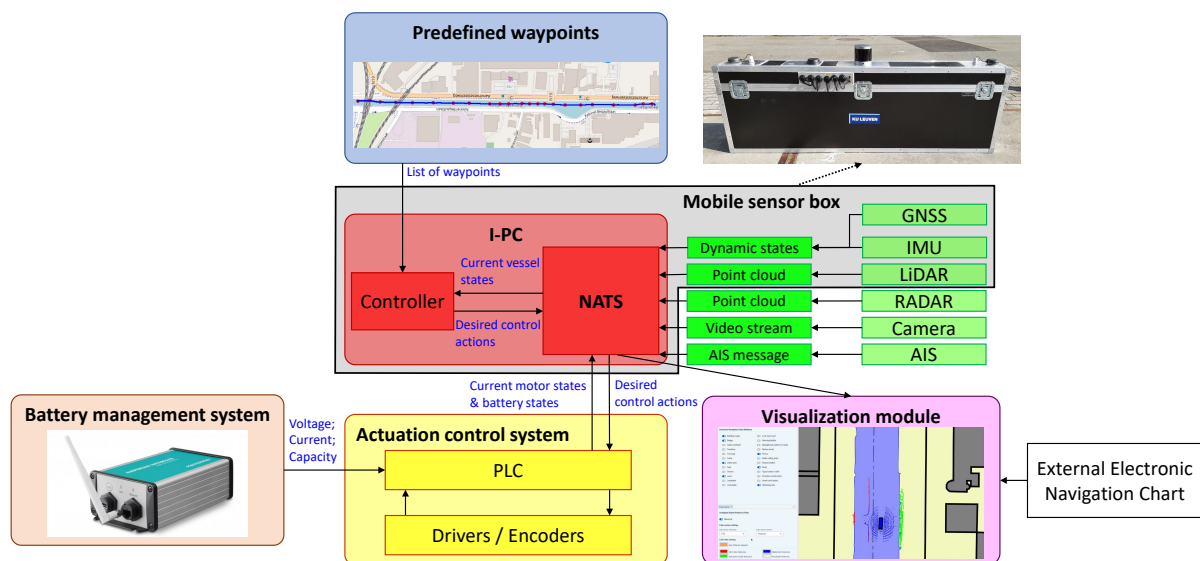 Predefined waypoints
KU LEUVEN
List of waypoints
Mobile sensor box
GNSS
I-PC
Dynamic states
IMU
Current vessel
states
Point cloud
LiDAR
Controller
NATS
Point cloud
RADAR
Desired control
actions
Video stream
Camera
AIS message
AIS
Current motor states
& battery states
Desired
control actions
Battery management system
Voltage;
Current;
Capacity
Actuation control system
PLC
Drivers / Encoders
Visualization module
External Electronic
Navigation Chart